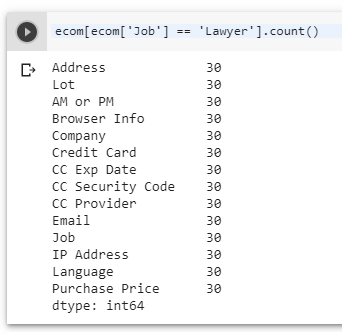 ecom[ecom['Job'] == 'Lawyer'].count()
Address 30
Lot 30
AM or PM 30
Browser Info 30
Company 30
Credit Card 30
CC Exp Date 30
CC Security Code 30
CC Provider 30
Email 30
Job 30
IP Address 30
Language 30
Purchase Price 30
dtype: int64